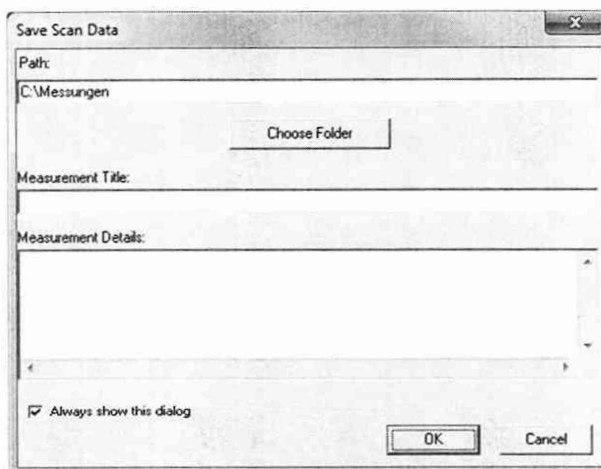 Save Scan Data
Path:
C:\Messungen
Choose Folder
Measurement Title:
Measurement Details:
Always show this dialog
OK
Cancel